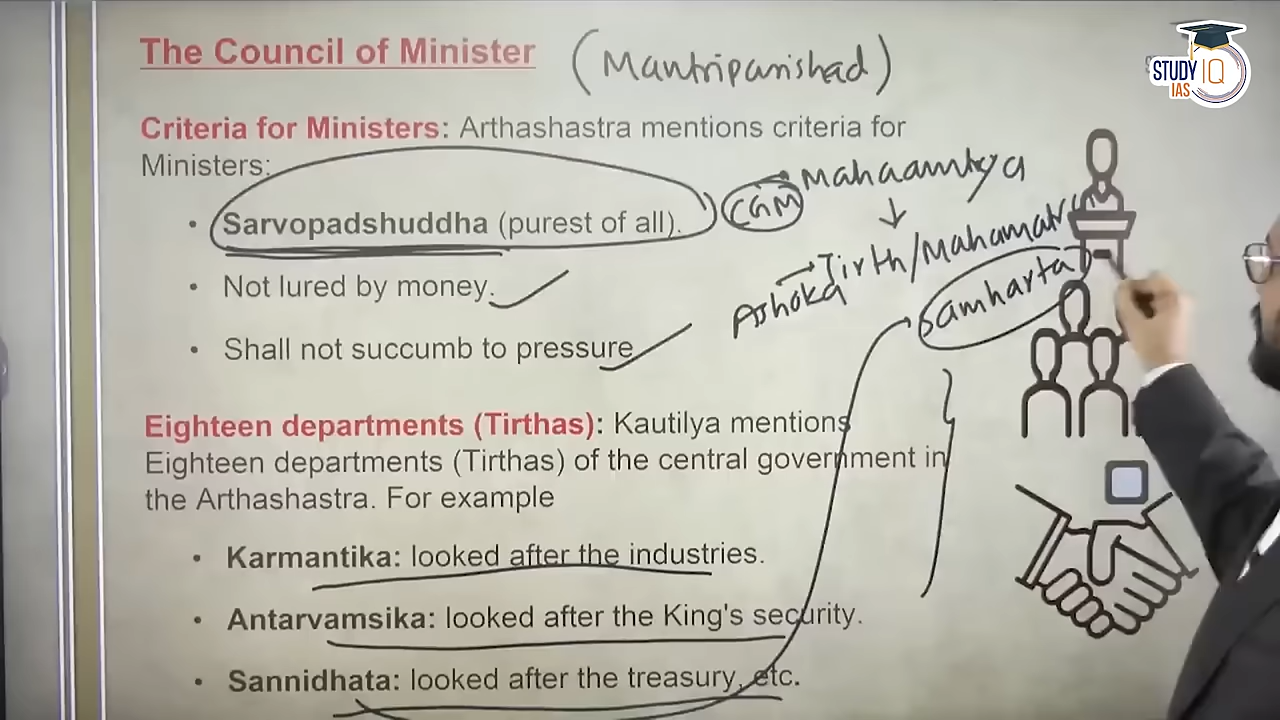 The Council of Minister (Mantriparishad)
STUDY IQ
IAS
Criteria for Ministers: Arthashastra mentions criteria for
Ministers:
• Sarvopadshuddha (purest of all).
CGM
Mahaamtya
Tirth/Mahamatra
Ashoka
Samharta
• Not lured by money.
• Shall not succumb to pressure
Eighteen departments (Tirthas): Kautilya mentions
Eighteen departments (Tirthas) of the central government in
the Arthashastra. For example
• Karmantika: looked after the industries.
• Antarvamsika: looked after the King's security.
• Sannidhata: looked after the treasury, etc.